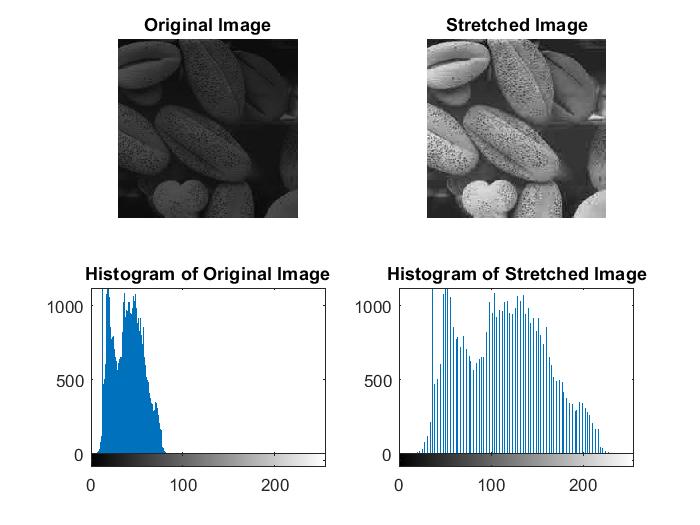 Original Image
Stretched Image
Histogram of Original Image
Histogram of Stretched Image
1000
500
0
0 100 200
1000
500
0
0 100 200